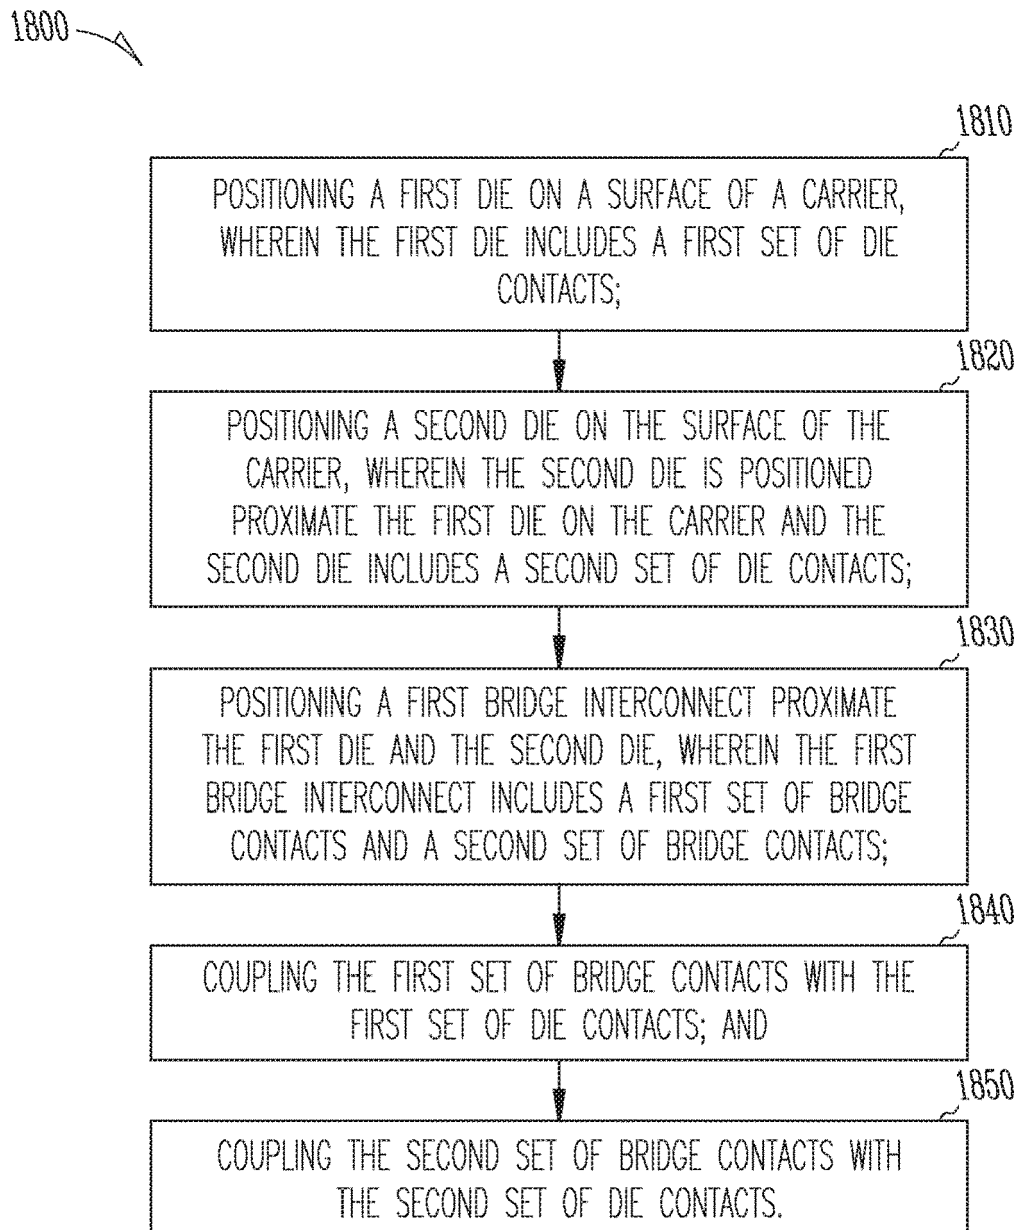 1800
1810
POSITIONING A FIRST DIE ON A SURFACE OF A CARRIER,
WHEREIN THE FIRST DIE INCLUDES A FIRST SET OF DIE
CONTACTS;
1820
POSITIONING A SECOND DIE ON THE SURFACE OF THE
CARRIER, WHEREIN THE SECOND DIE IS POSITIONED
PROXIMATE THE FIRST DIE ON THE CARRIER AND THE
SECOND DIE INCLUDES A SECOND SET OF DIE CONTACTS;
1830
POSITIONING A FIRST BRIDGE INTERCONNECT PROXIMATE
THE FIRST DIE AND THE SECOND DIE, WHEREIN THE FIRST
BRIDGE INTERCONNECT INCLUDES A FIRST SET OF BRIDGE
CONTACTS AND A SECOND SET OF BRIDGE CONTACTS;
1840
COUPLING THE FIRST SET OF BRIDGE CONTACTS WITH THE
FIRST SET OF DIE CONTACTS; AND
1850
COUPLING THE SECOND SET OF BRIDGE CONTACTS WITH
THE SECOND SET OF DIE CONTACTS.